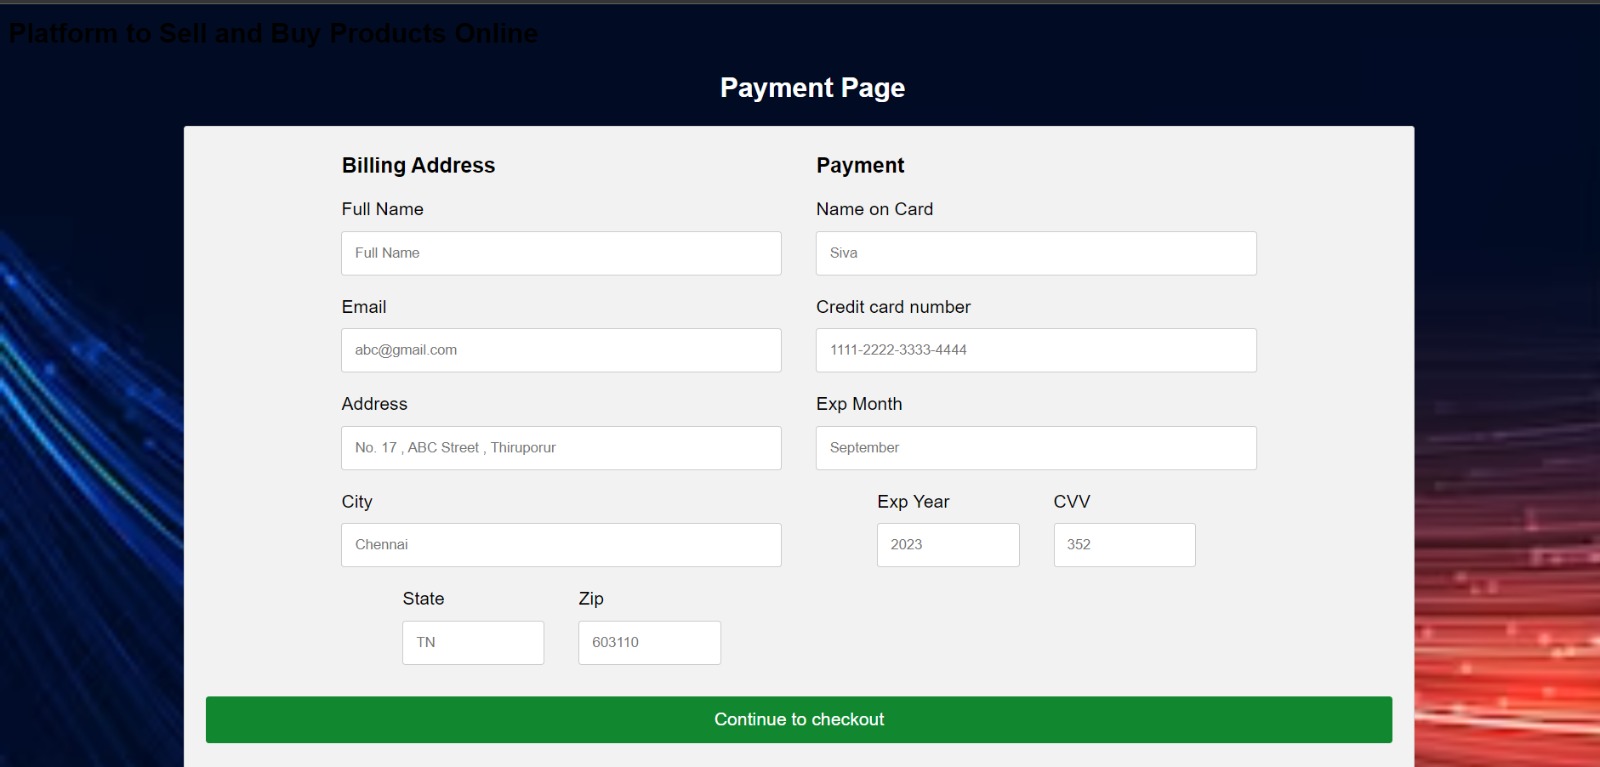 Platform to Sell and Buy Products Online
Payment Page
Billing Address
Full Name
Full Name
Email
abc@gmail.com
Address
No. 17 , ABC Street , Thiruporur
City
Chennai
State Zip
TN 603110
Payment
Name on Card
Siva
Credit card number
1111-2222-3333-4444
Exp Month
September
Exp Year CVV
2023 352
Continue to checkout